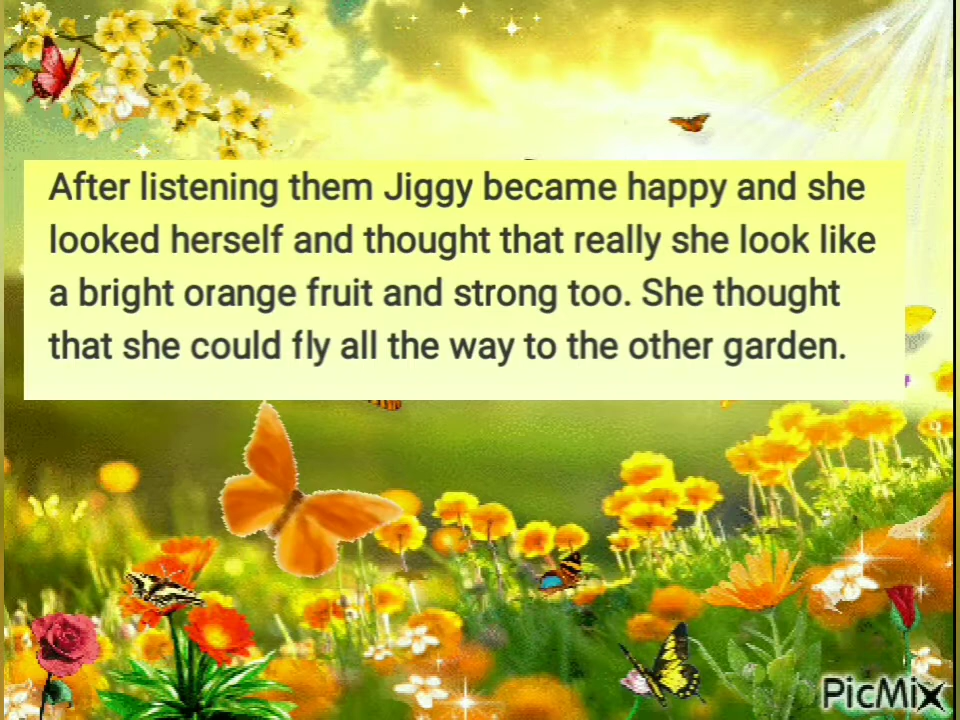 After listening them Jiggy became happy and she
looked herself and thought that really she look like
a bright orange fruit and strong too. She thought
that she could fly all the way to the other garden.
PicMix